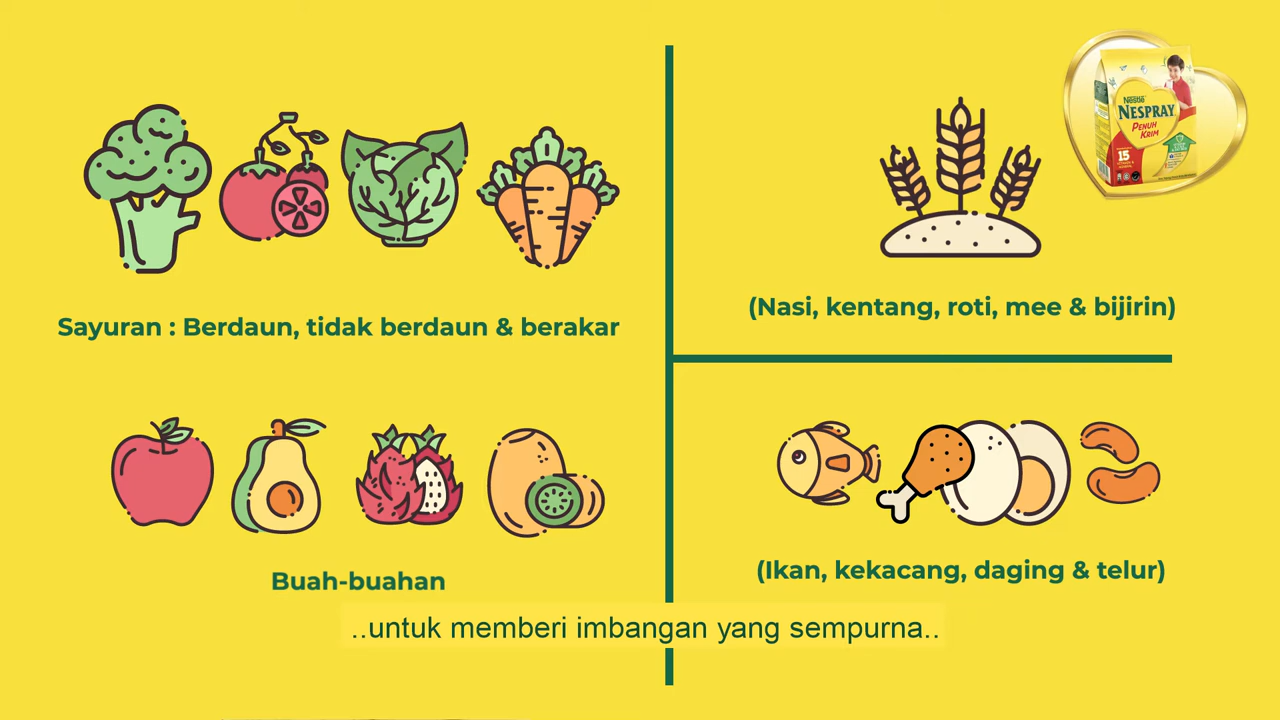 Sayuran : Berdaun, tidak berdaun & berakar
Buah-buahan
(Nasi, kentang, roti, mee & bijirin)
(Ikan, kekacang, daging & telur)
..untuk memberi imbangan yang sempurna..
Nestlé
NESPRAY
PENUH
KRIM
15